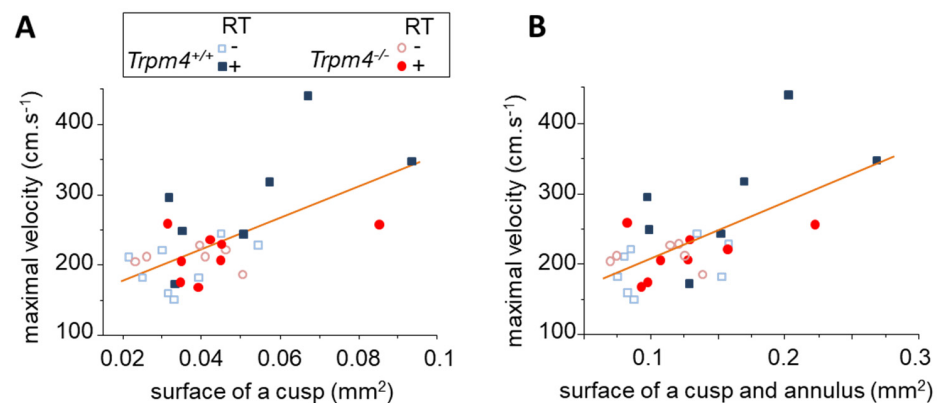 A
RT RT
Trpm4+/+ - Trpm4-/- -
+ +
B
maximal velocity (cm.s-1)
400
300
200
100
0.02 0.04 0.06 0.08 0.1
surface of a cusp (mm2)
maximal velocity (cm.s-1)
400
300
200
100
0.1 0.2 0.3
surface of a cusp and annulus (mm2)